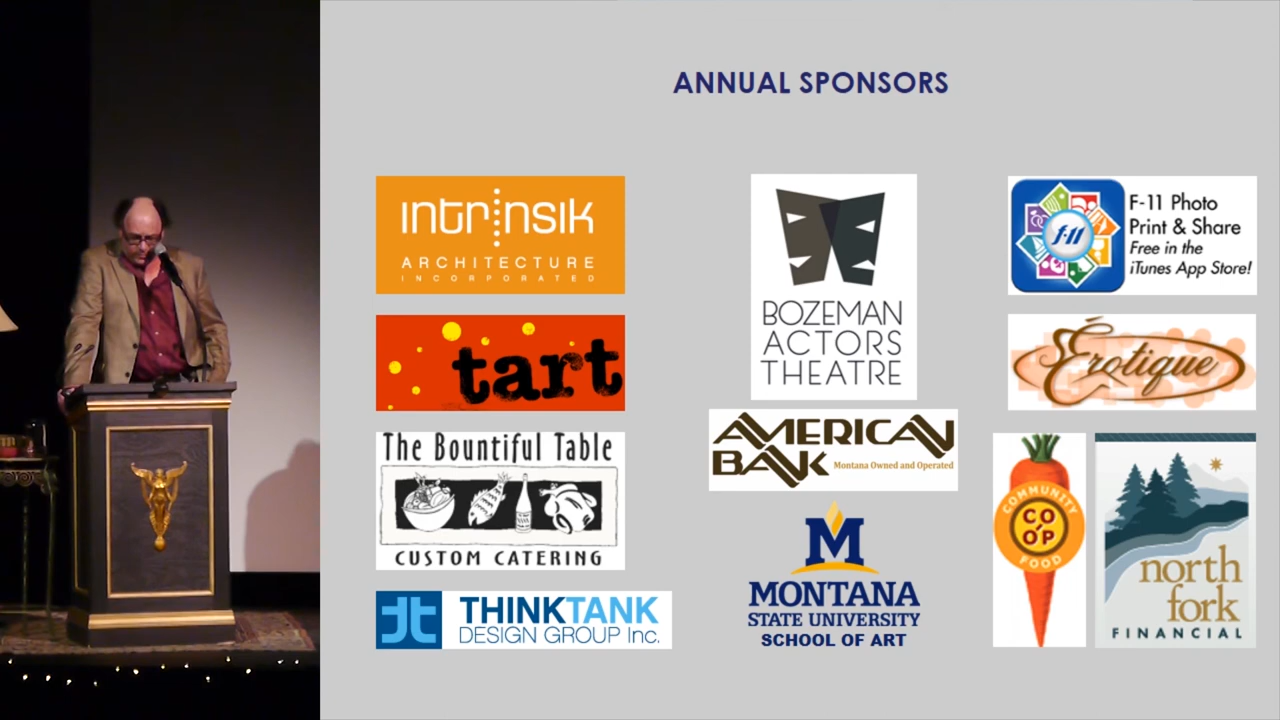 ANNUAL SPONSORS
intrinsik
ARCHITECTURE
INCORPORATED
tart
The Bountiful Table
CUSTOM CATERING
THINKTANK
DESIGN GROUP Inc.
BOZEMAN
ACTORS
THEATRE
AMERICAN
BANK
Montana Owned and Operated
M
MONTANA
STATE UNIVERSITY
SCHOOL OF ART
f-11
F-11 Photo
Print & Share
Free in the
iTunes App Store!
Érotique
COMMUNITY
CO
OP
FOOD
north
fork
FINANCIAL